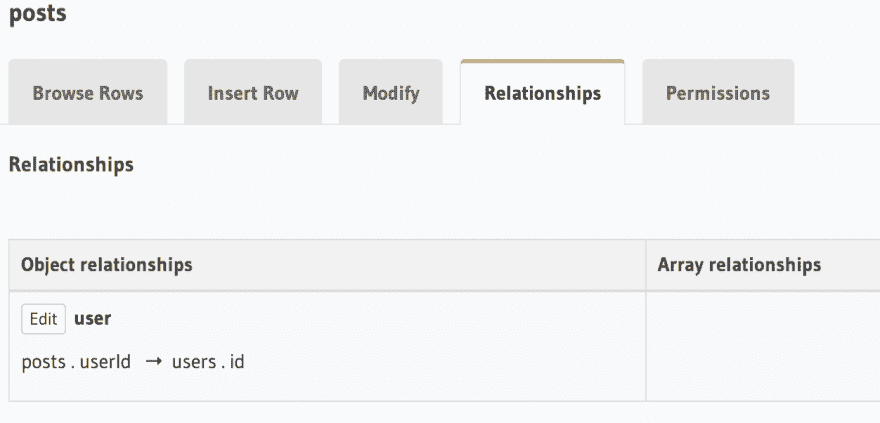 posts
Browse Rows Insert Row Modify Relationships Permissions
Relationships
Object relationships Array relationships
Edit user
posts . userId → users . id